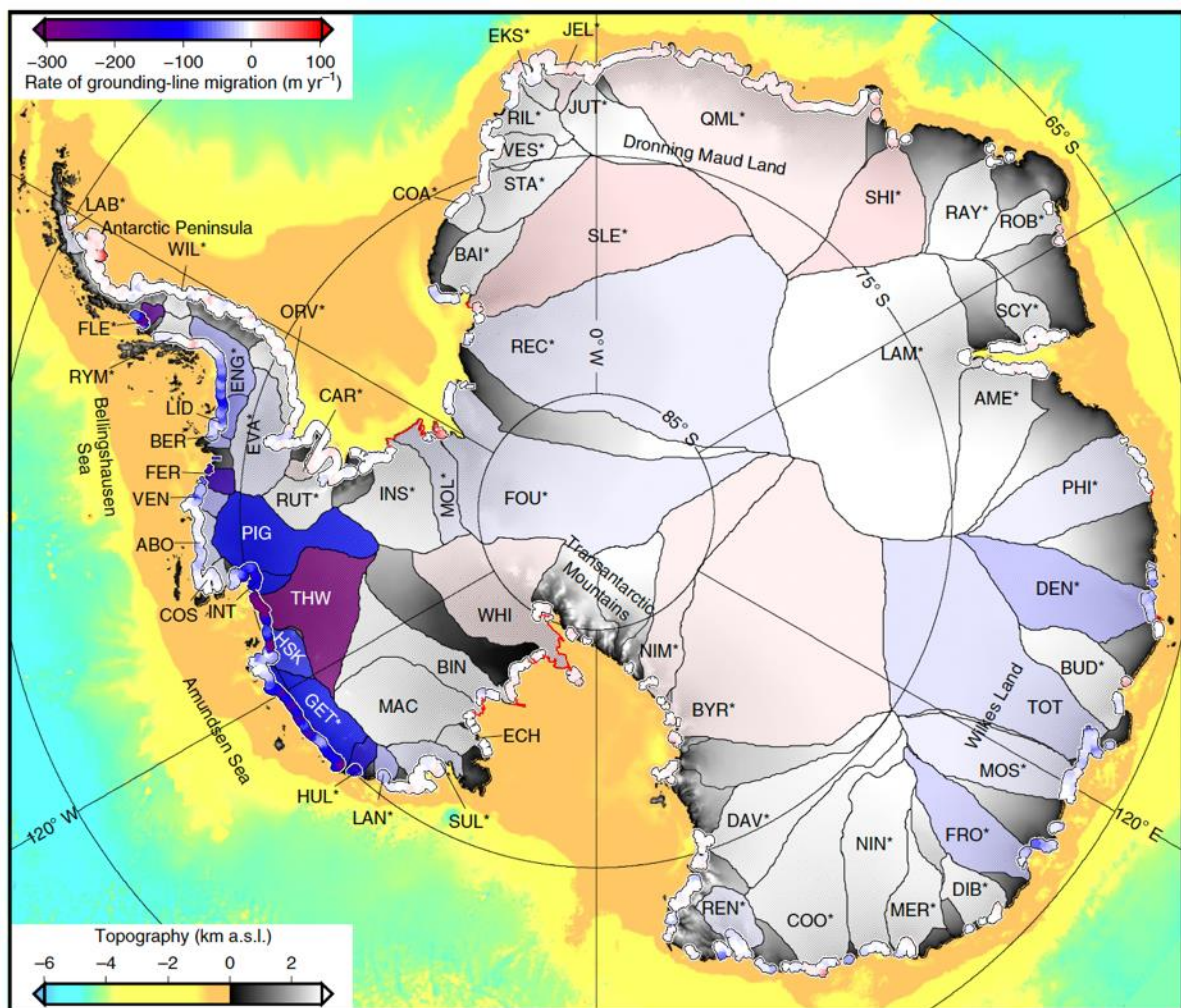 −300 −200 −100 0 100
Rate of grounding-line migration (m yr−1)
EKS*
JEL*
RIL*
JUT*
QML*
65° S
VES*
Dronning Maud Land
COA*
STA*
SHI*
LAB*
RAY*
ROB*
Antarctic Peninsula
WIL*
SLE*
BAI*
75° S
ORV*
SCY*
FLE*
0° W
REC*
LAM*
RYM*
ENG*
CAR*
AME*
LID
85° S
BER
EVA*
Bellingshausen
Sea
FER
PHI*
VEN
RUT*
INS*
MOL*
FOU*
PIG
ABO
Transantarctic
Mountains
DEN*
COS
INT
THW
WHI
HSK
BIN
NIM*
BUD*
GET*
MAC
BYR*
Wilkes Land
TOT
Amundsen Sea
ECH
MOS*
HUL*
LAN*
SUL*
120° W
DAV*
NIN*
FRO*
120° E
DIB*
REN*
COO*
MER*
Topography (km a.s.l.)
−6 −4 −2 0 2